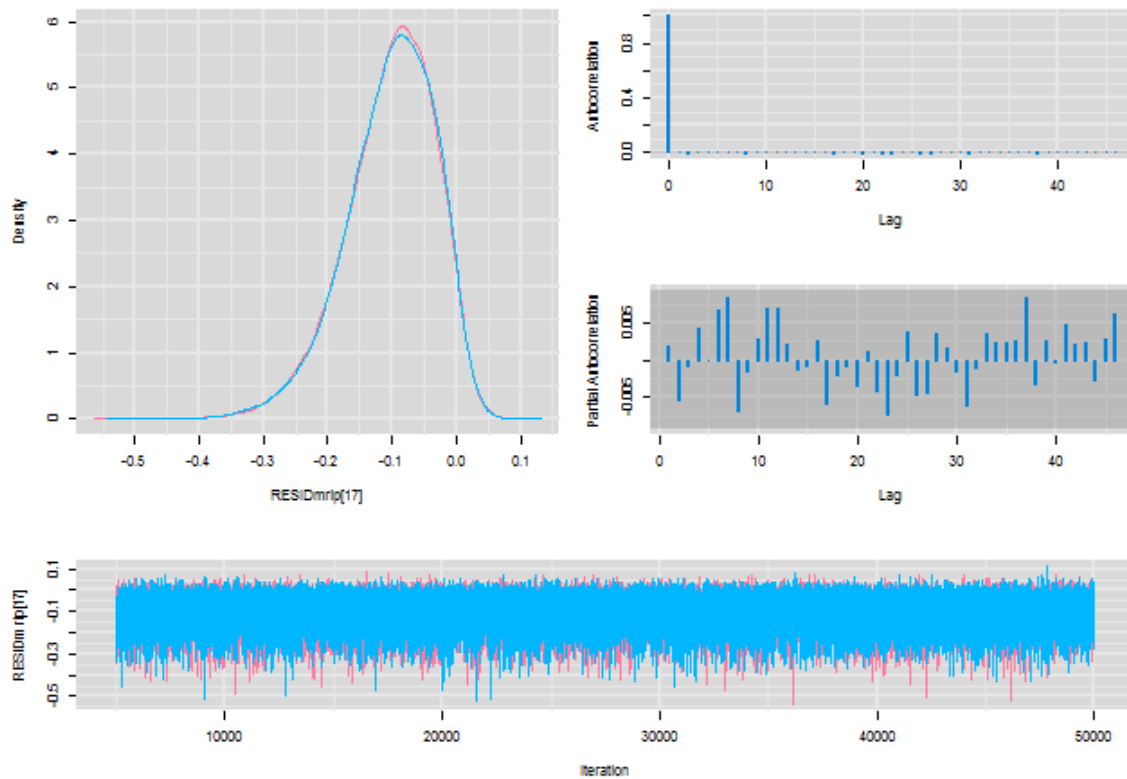 6
5
4
3
2
1
0
Density
-0.5 -0.4 -0.3 -0.2 -0.1 0.0 0.1
RESIDmrip[17]
0.8
0.4
0.0
Autocorrelation
0 10 20 30 40
Lag
0.005
-0.005
Partial Autocorrelation
0 10 20 30 40
Lag
0.1
-0.1
-0.3
-0.5
RESIDmrip[17]
10000 20000 30000 40000 50000
Iteration